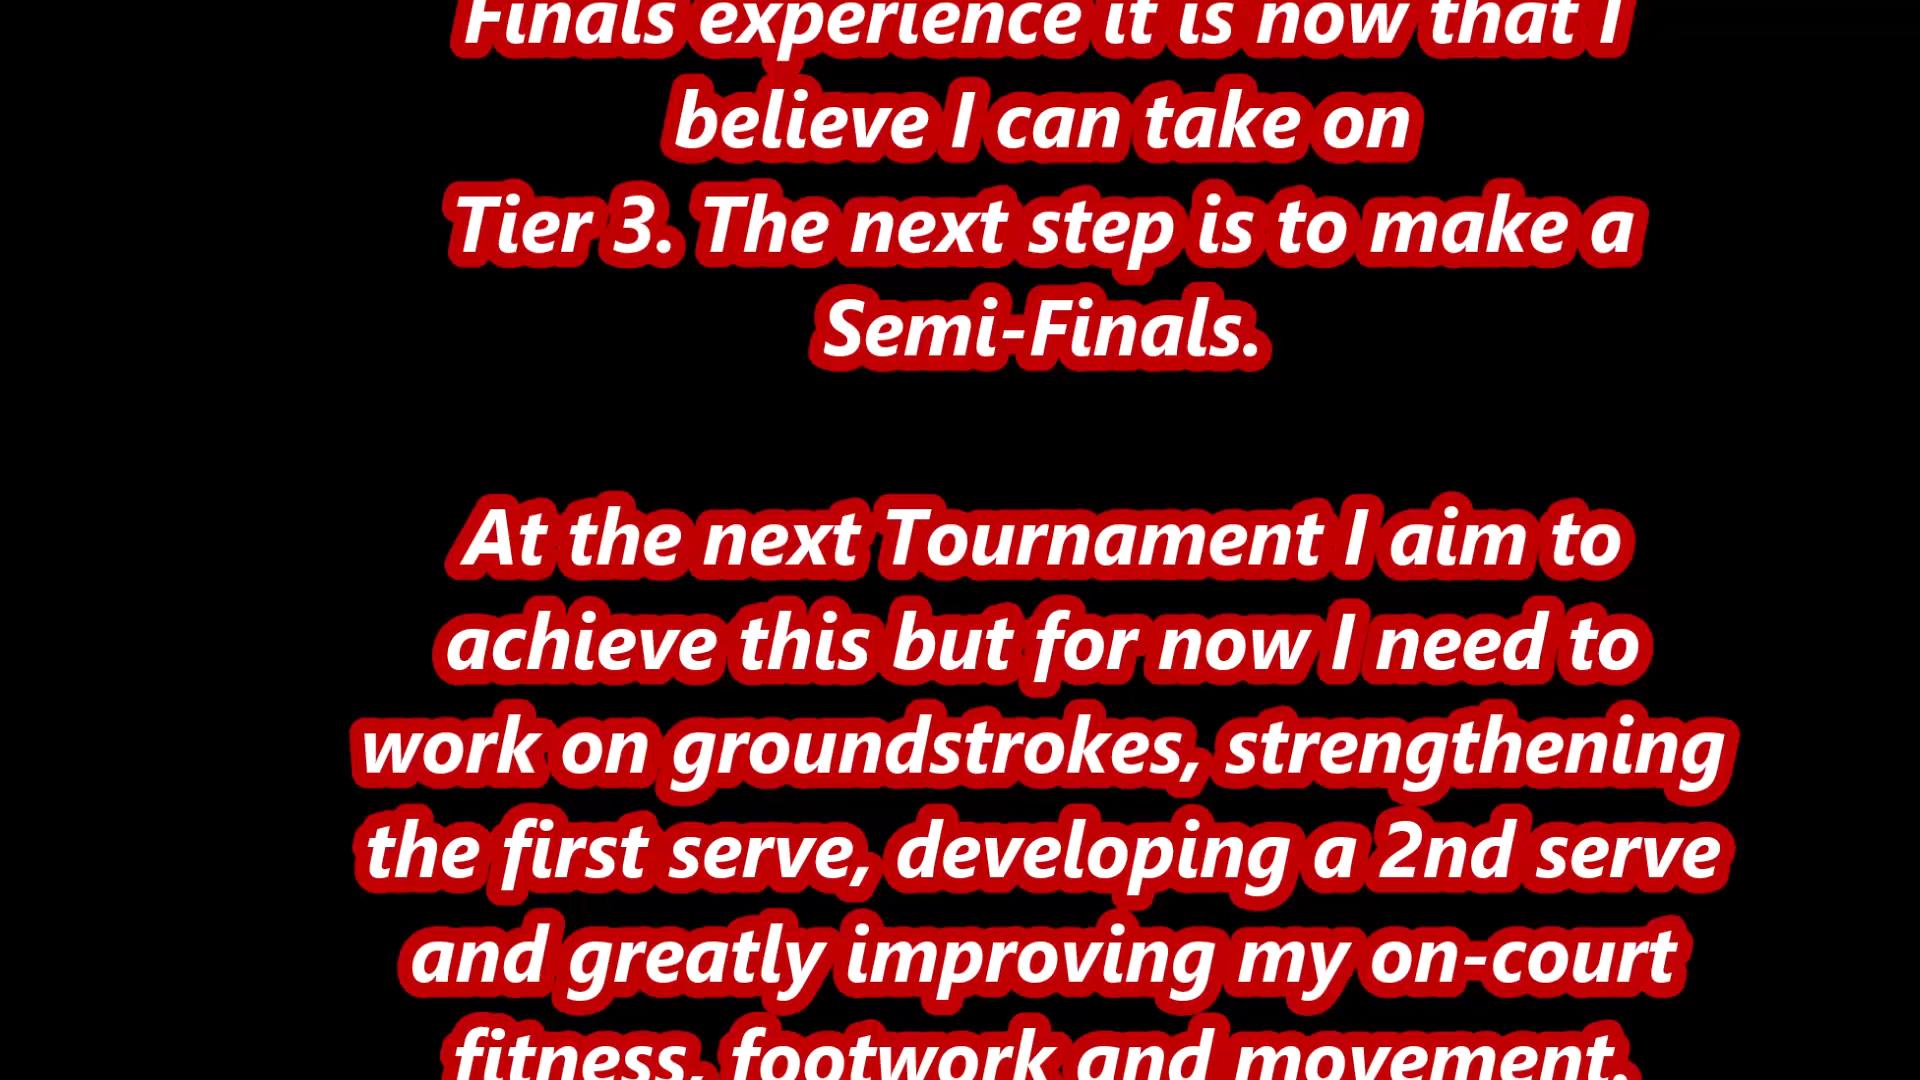 Finals experience it is now that I
believe I can take on
Tier 3. The next step is to make a
Semi-Finals.
At the next Tournament I aim to
achieve this but for now I need to
work on groundstrokes, strengthening
the first serve, developing a 2nd serve
and greatly improving my on-court
fitness, footwork and movement.